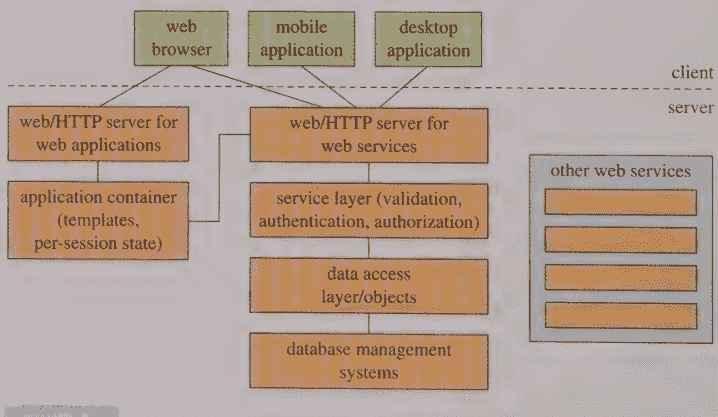 web
browser
mobile
application
desktop
application
client
server
web/HTTP server for
web applications
web/HTTP server for
web services
application container
(templates,
per-session state)
service layer (validation,
authentication, authorization)
data access
layer/objects
database management
systems
other web services